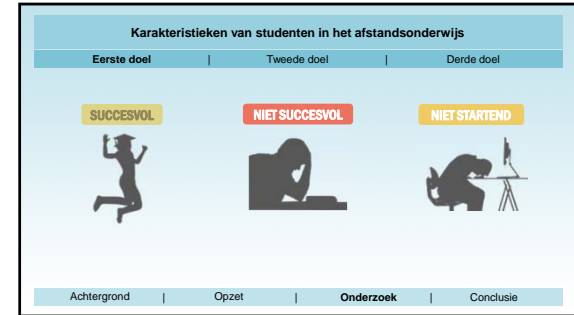 Karakteristieken van studenten in het afstandsonderwijs
Eerste doel | Tweede doel | Derde doel
SUCCESVOL NIET SUCCESVOL NIET STARTEND
Achtergrond | Opzet | Onderzoek | Conclusie